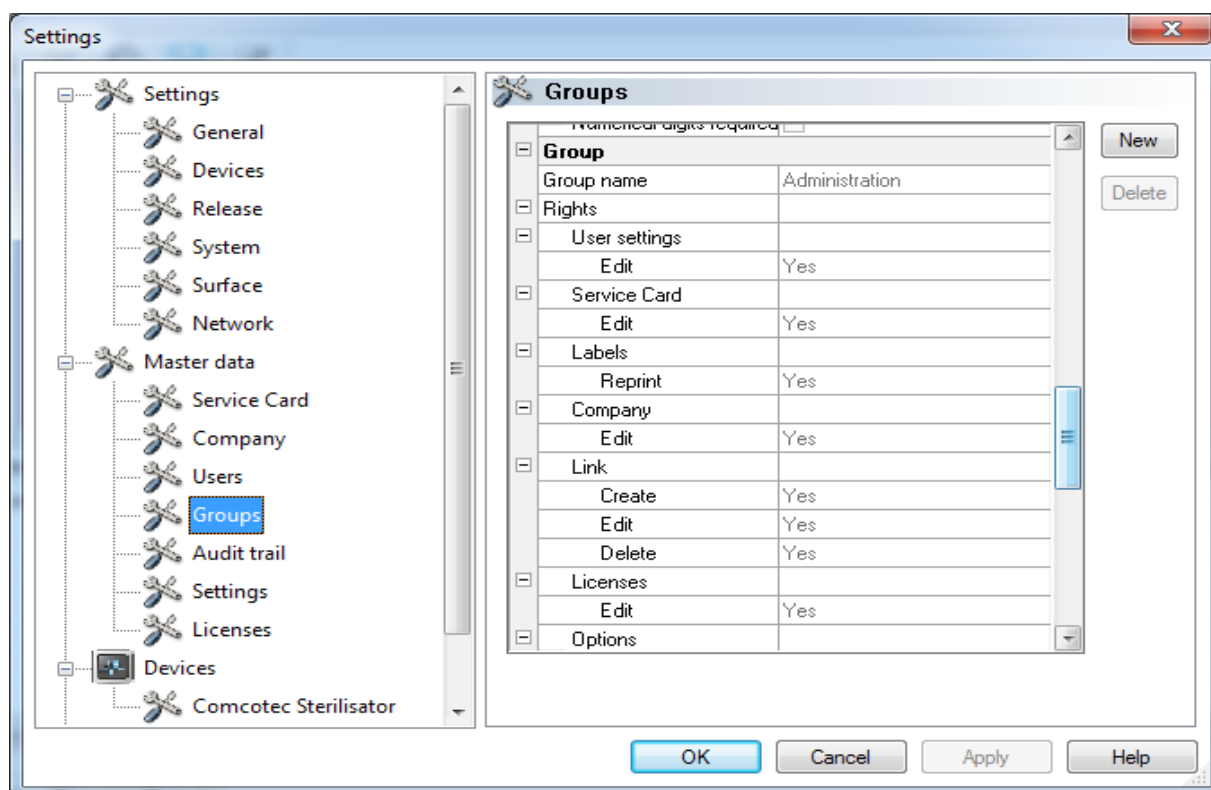 Settings
Settings
General
Devices
Release
System
Surface
Network
Master data
Service Card
Company
Users
Groups
Audit trail
Settings
Licenses
Devices
Comcotec Sterilisator
Groups
Numerical digits required
Group
Group name Administration
Rights
User settings
Edit Yes
Service Card
Edit Yes
Labels
Reprint Yes
Company
Edit Yes
Link
Create Yes
Edit Yes
Delete Yes
Licenses
Edit Yes
Options
New
Delete
OK Cancel Apply Help